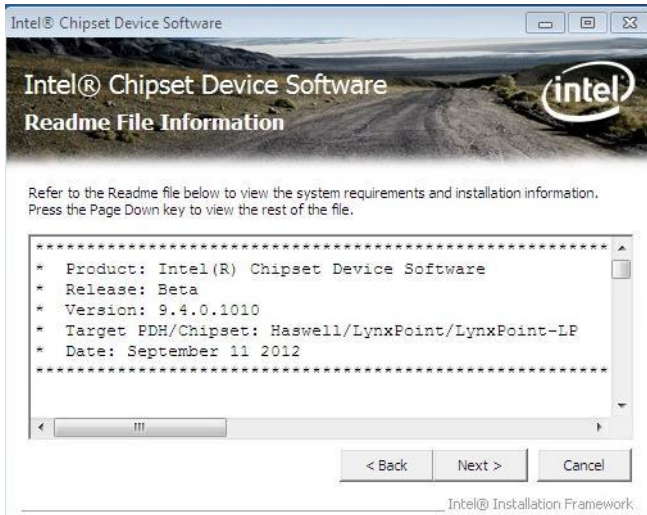 Intel® Chipset Device Software
Intel® Chipset Device Software
intel
Readme File Information
Refer to the Readme file below to view the system requirements and installation information.
Press the Page Down key to view the rest of the file.
************************************************************
* Product: Intel(R) Chipset Device Software
* Release: Beta
* Version: 9.4.0.1010
* Target PDH/Chipset: Haswell/LynxPoint/LynxPoint-LP
* Date: September 11 2012
************************************************************
< Back Next > Cancel
Intel® Installation Framework